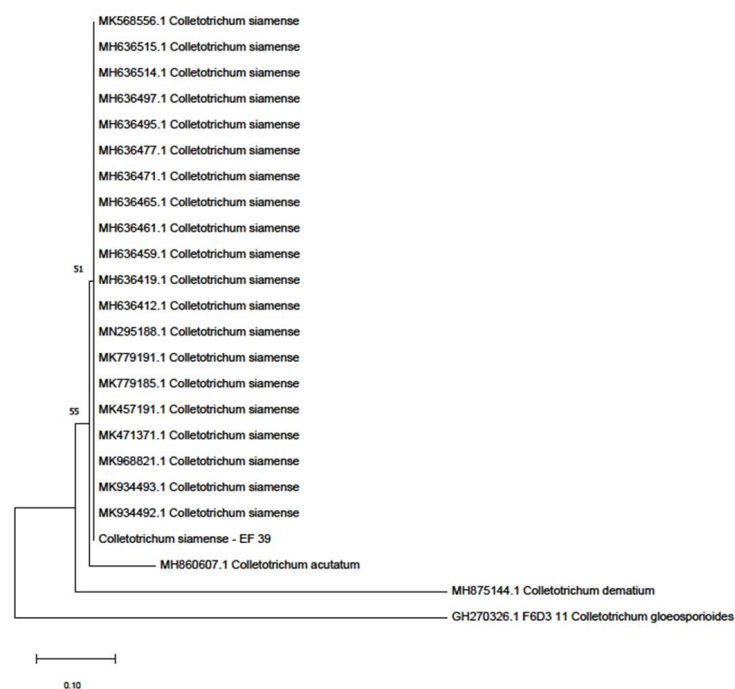 MK568556.1 Colletotrichum siamense
MH636515.1 Colletotrichum siamense
MH636514.1 Colletotrichum siamense
MH636497.1 Colletotrichum siamense
MH636495.1 Colletotrichum siamense
MH636477.1 Colletotrichum siamense
MH636471.1 Colletotrichum siamense
MH636465.1 Colletotrichum siamense
MH636461.1 Colletotrichum siamense
MH636459.1 Colletotrichum siamense
51
MH636419.1 Colletotrichum siamense
MH636412.1 Colletotrichum siamense
MN295188.1 Colletotrichum siamense
MK779191.1 Colletotrichum siamense
MK779185.1 Colletotrichum siamense
55
MK457191.1 Colletotrichum siamense
MK471371.1 Colletotrichum siamense
MK968821.1 Colletotrichum siamense
MK934493.1 Colletotrichum siamense
MK934492.1 Colletotrichum siamense
Colletotrichum siamense - EF 39
MH860607.1 Colletotrichum acutatum
MH875144.1 Colletotrichum dematium
GH270326.1 F6D3 11 Colletotrichum gloeosporioides
0.10